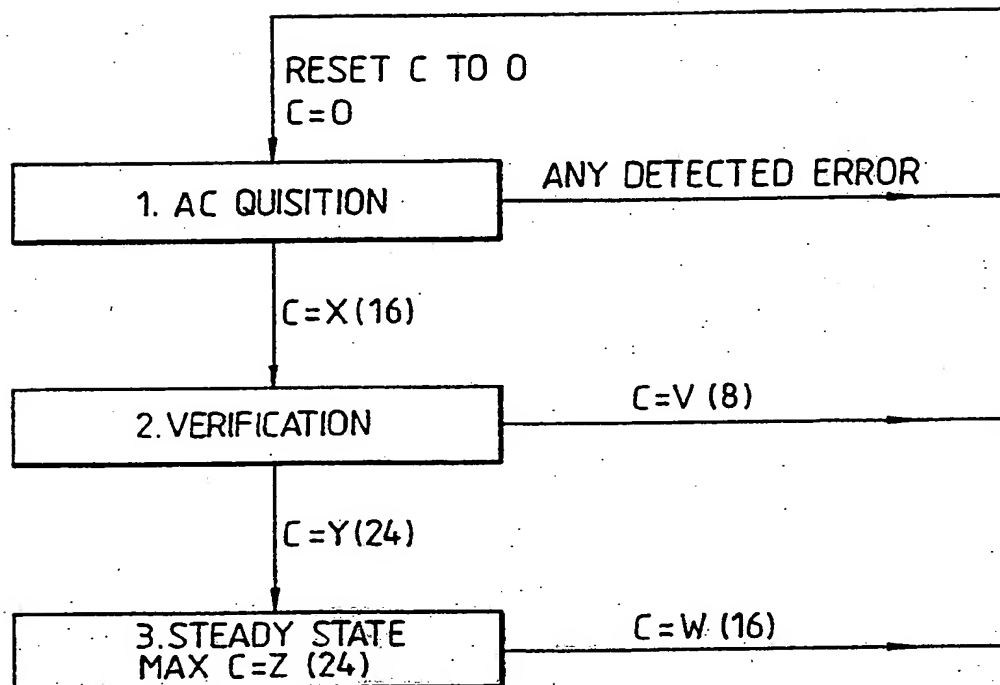 RESET C TO 0
C=0
1. AC QUISITION
ANY DETECTED ERROR
C=X(16)
2.VERIFICATION
C=V (8)
C=Y(24)
3.STEADY STATE
MAX C=Z (24)
C=W (16)